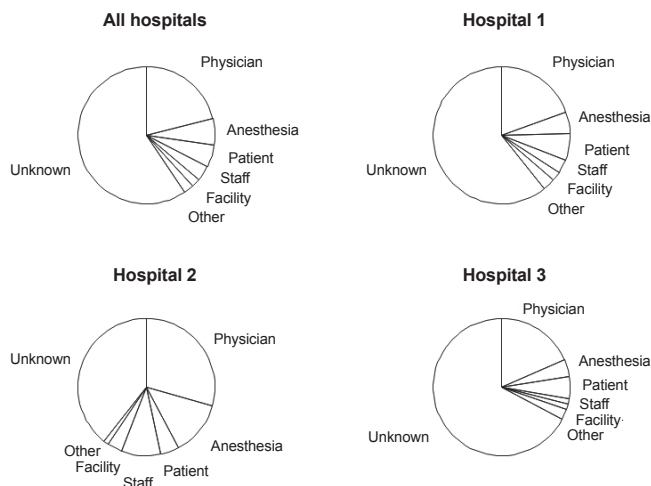 All hospitals
Physician
Anesthesia
Patient
Staff
Facility
Other
Unknown
Hospital 1
Physician
Anesthesia
Patient
Staff
Facility
Other
Unknown
Hospital 2
Physician
Anesthesia
Patient
Staff
Facility
Other
Unknown
Hospital 3
Physician
Anesthesia
Patient
Staff
Facility
Other
Unknown